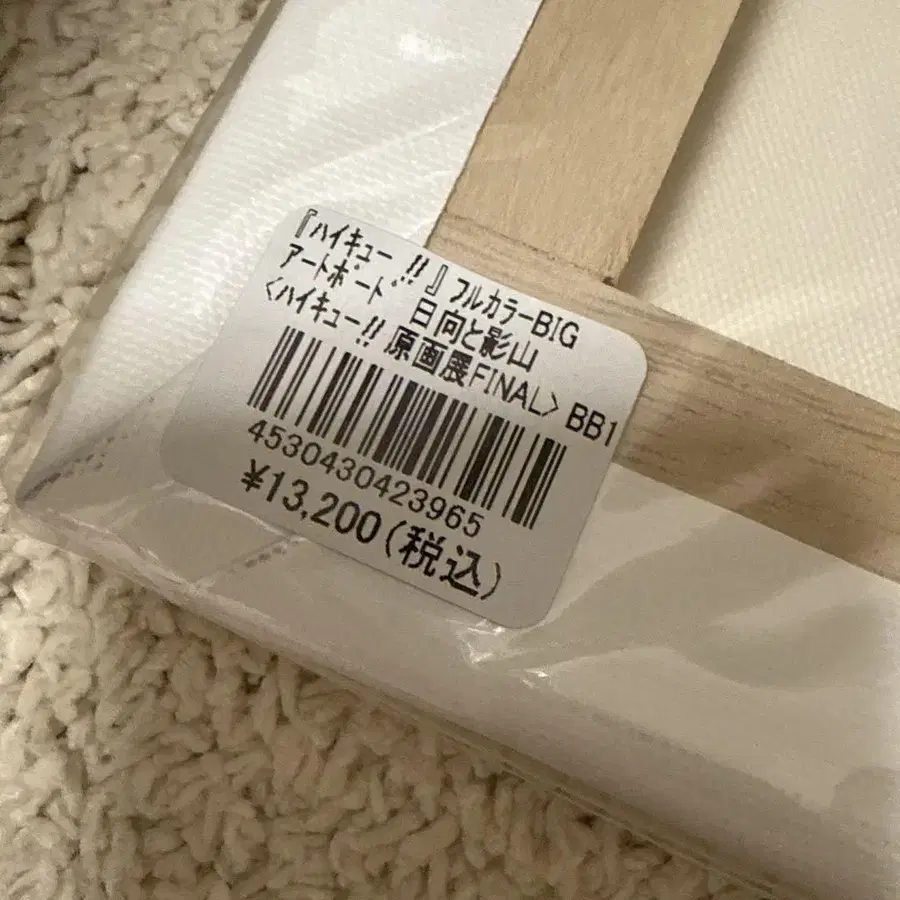 『ハイキュー!!』フルカラーBIG
アートボード 日向と影山
〈ハイキュー!! 原画展FINAL〉 BB1
4530430423965
¥13,200(税込)